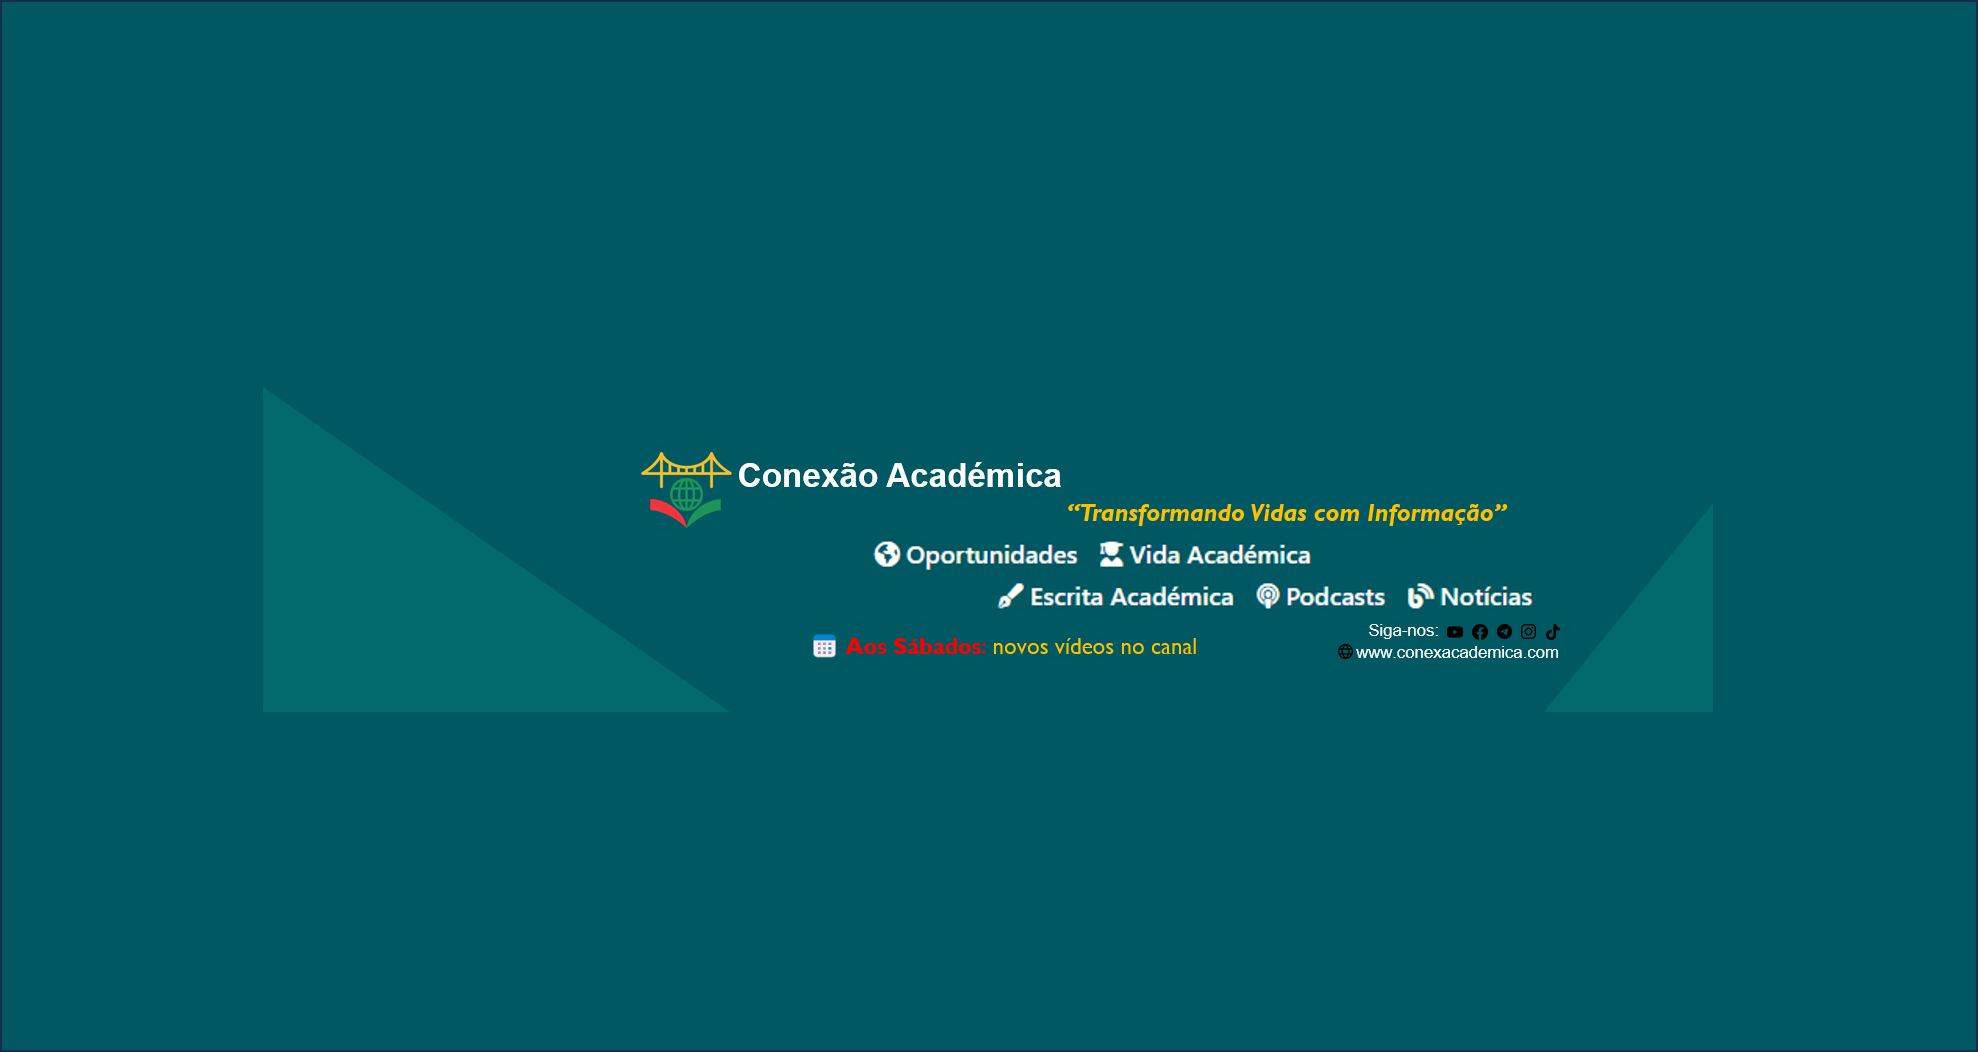 Conexão Académica
“Transformando Vidas com Informação”
Oportunidades Vida Académica
Escrita Académica Podcasts Notícias
Siga-nos:
Aos Sábados: novos vídeos no canal
www.conexacademica.com